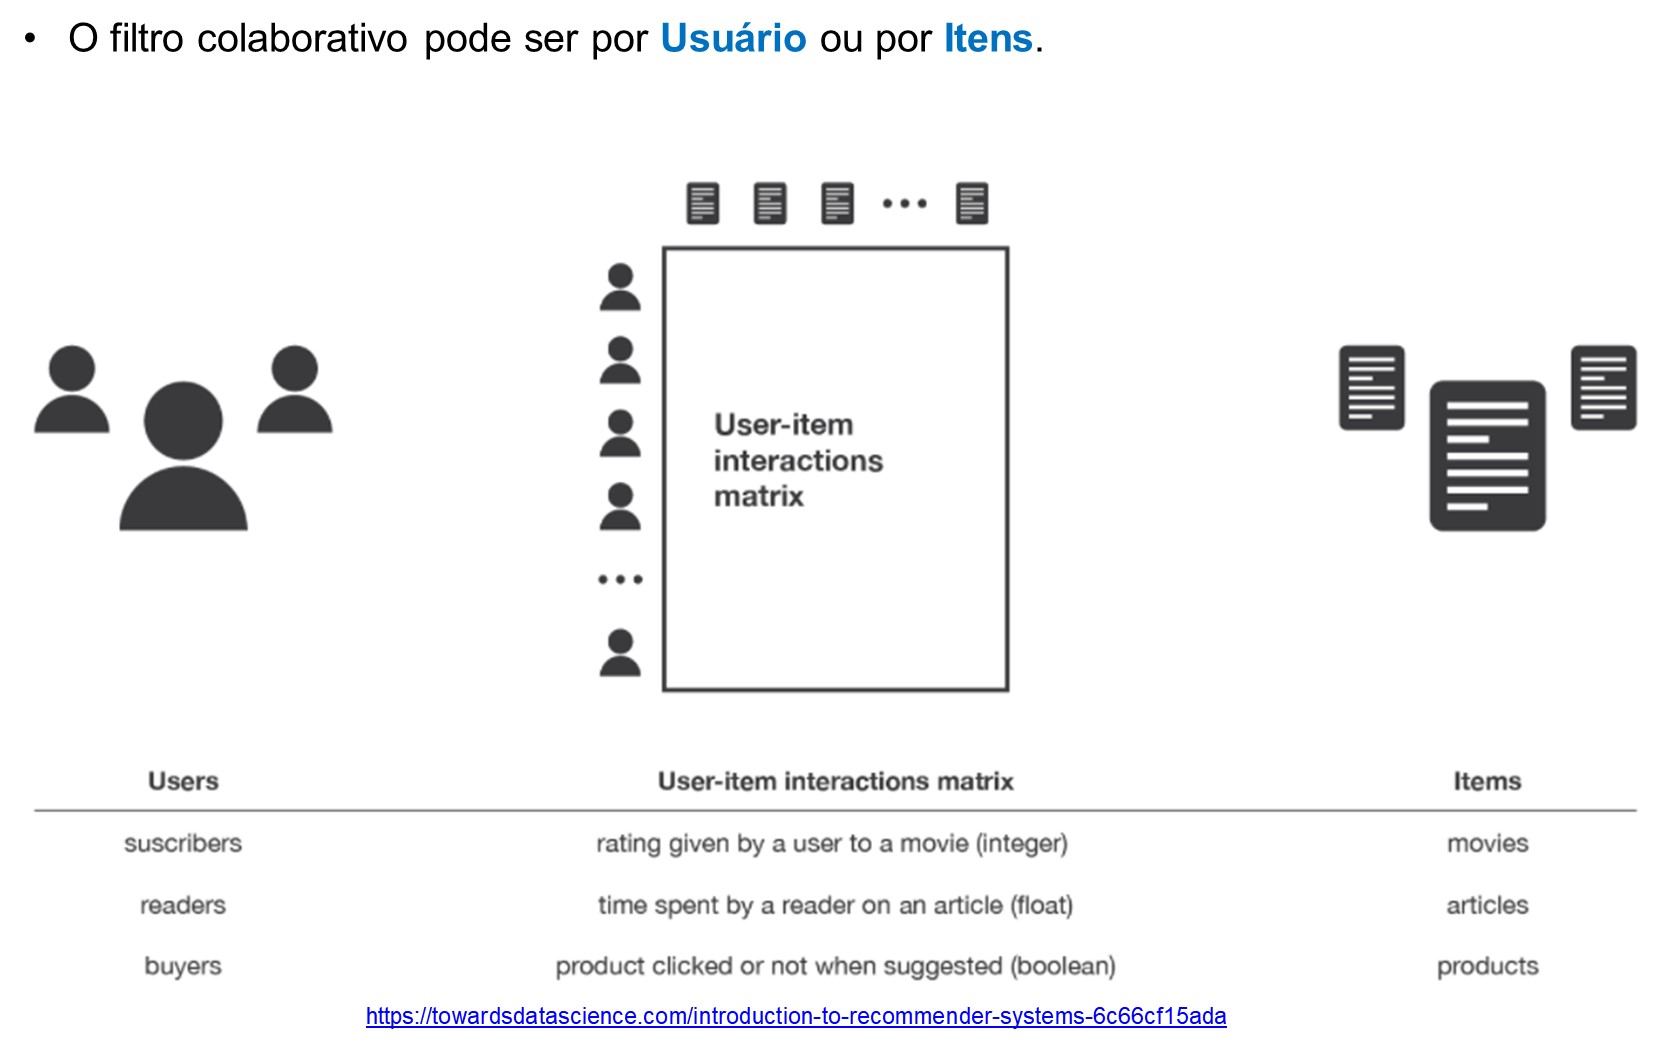 • O filtro colaborativo pode ser por Usuário ou por Itens.
User-item
interactions
matrix
Users User-item interactions matrix Items
suscribers rating given by a user to a movie (integer) movies
readers time spent by a reader on an article (float) articles
buyers product clicked or not when suggested (boolean) products
https://towardsdatascience.com/introduction-to-recommender-systems-6c66cf15ada